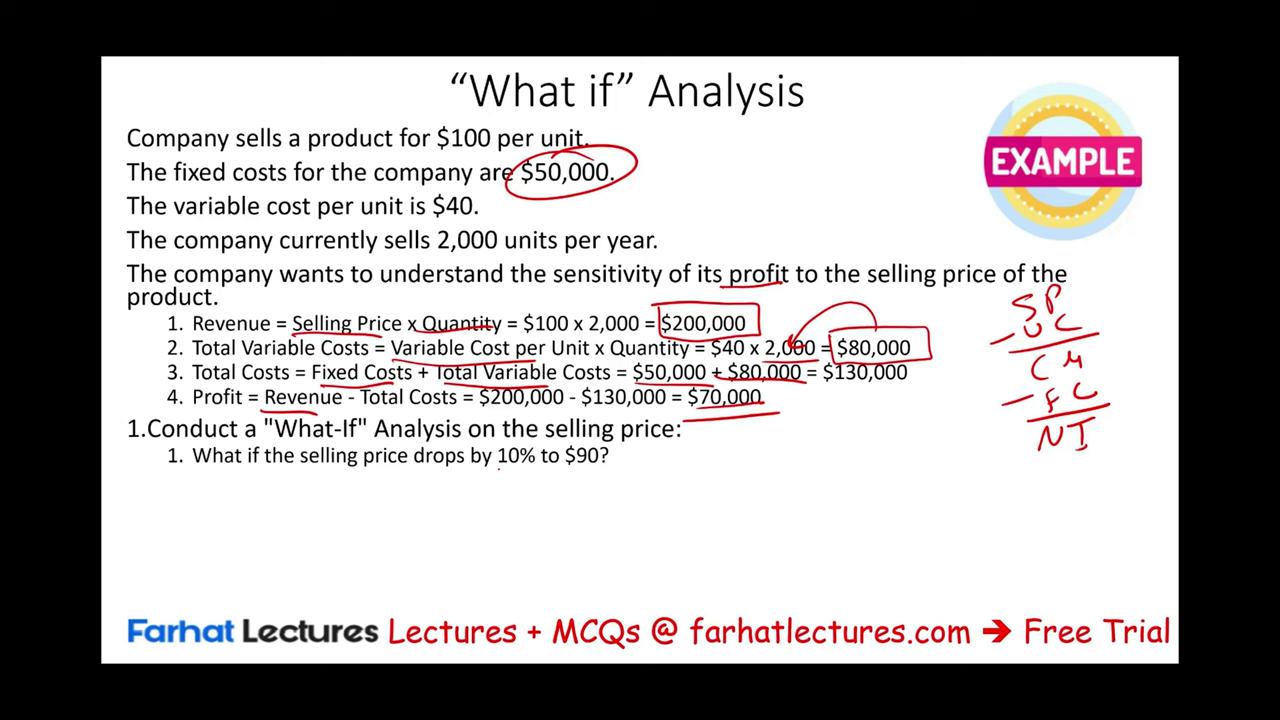 “What if” Analysis
Company sells a product for $100 per unit.
The fixed costs for the company are $50,000.
EXAMPLE
The variable cost per unit is $40.
The company currently sells 2,000 units per year.
The company wants to understand the sensitivity of its profit to the selling price of the
product.
1. Revenue = Selling Price x Quantity = $100 x 2,000 = $200,000
2. Total Variable Costs = Variable Cost per Unit x Quantity = $40 x 2,000 = $80,000
3. Total Costs = Fixed Costs + Total Variable Costs = $50,000 + $80,000 = $130,000
4. Profit = Revenue - Total Costs = $200,000 - $130,000 = $70,000
SP
- VC
CM
- FC
NI
1.Conduct a "What-If" Analysis on the selling price:
1. What if the selling price drops by 10% to $90?
Farhat Lectures Lectures + MCQs @ farhatlectures.com ➔ Free Trial